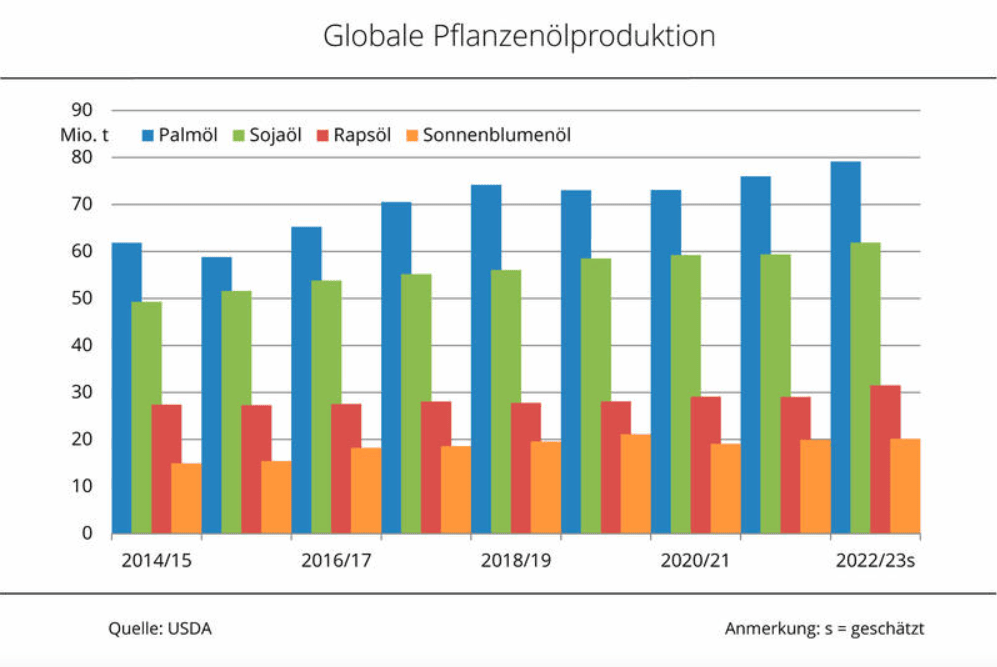 Globale Pflanzenölproduktion
90
Mio. t Palmöl Sojaöl Rapsöl Sonnenblumenöl
80
70
60
50
40
30
20
10
0
2014/15 2016/17 2018/19 2020/21 2022/23s
Quelle: USDA Anmerkung: s = geschätzt